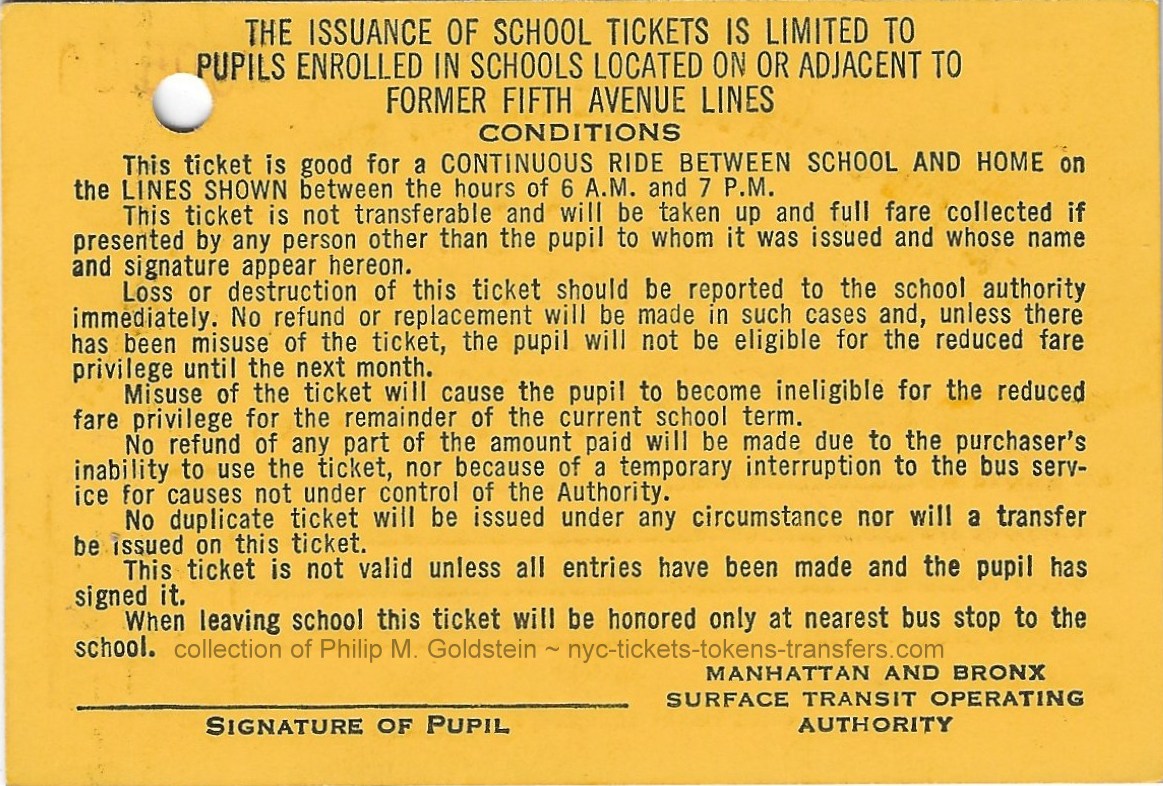 THE ISSUANCE OF SCHOOL TICKETS IS LIMITED TO
PUPILS ENROLLED IN SCHOOLS LOCATED ON OR ADJACENT TO
FORMER FIFTH AVENUE LINES
CONDITIONS
This ticket is good for a CONTINUOUS RIDE BETWEEN SCHOOL AND HOME on
the LINES SHOWN between the hours of 6 A.M. and 7 P.M.
This ticket is not transferable and will be taken up and full fare collected if
presented by any person other than the pupil to whom it was issued and whose name
and signature appear hereon.
Loss or destruction of this ticket should be reported to the school authority
immediately. No refund or replacement will be made in such cases and, unless there
has been misuse of the ticket, the pupil will not be eligible for the reduced fare
privilege until the next month.
Misuse of the ticket will cause the pupil to become ineligible for the reduced
fare privilege for the remainder of the current school term.
No refund of any part of the amount paid will be made due to the purchaser's
inability to use the ticket, nor because of a temporary interruption to the bus serv-
ice for causes not under control of the Authority.
No duplicate ticket will be issued under any circumstance nor will a transfer
be issued on this ticket.
This ticket is not valid unless all entries have been made and the pupil has
signed it.
When leaving school this ticket will be honored only at nearest bus stop to the
school.
collection of Philip M. Goldstein ~ nyc-tickets-tokens-transfers.com
MANHATTAN AND BRONX
SURFACE TRANSIT OPERATING
AUTHORITY
SIGNATURE OF PUPIL